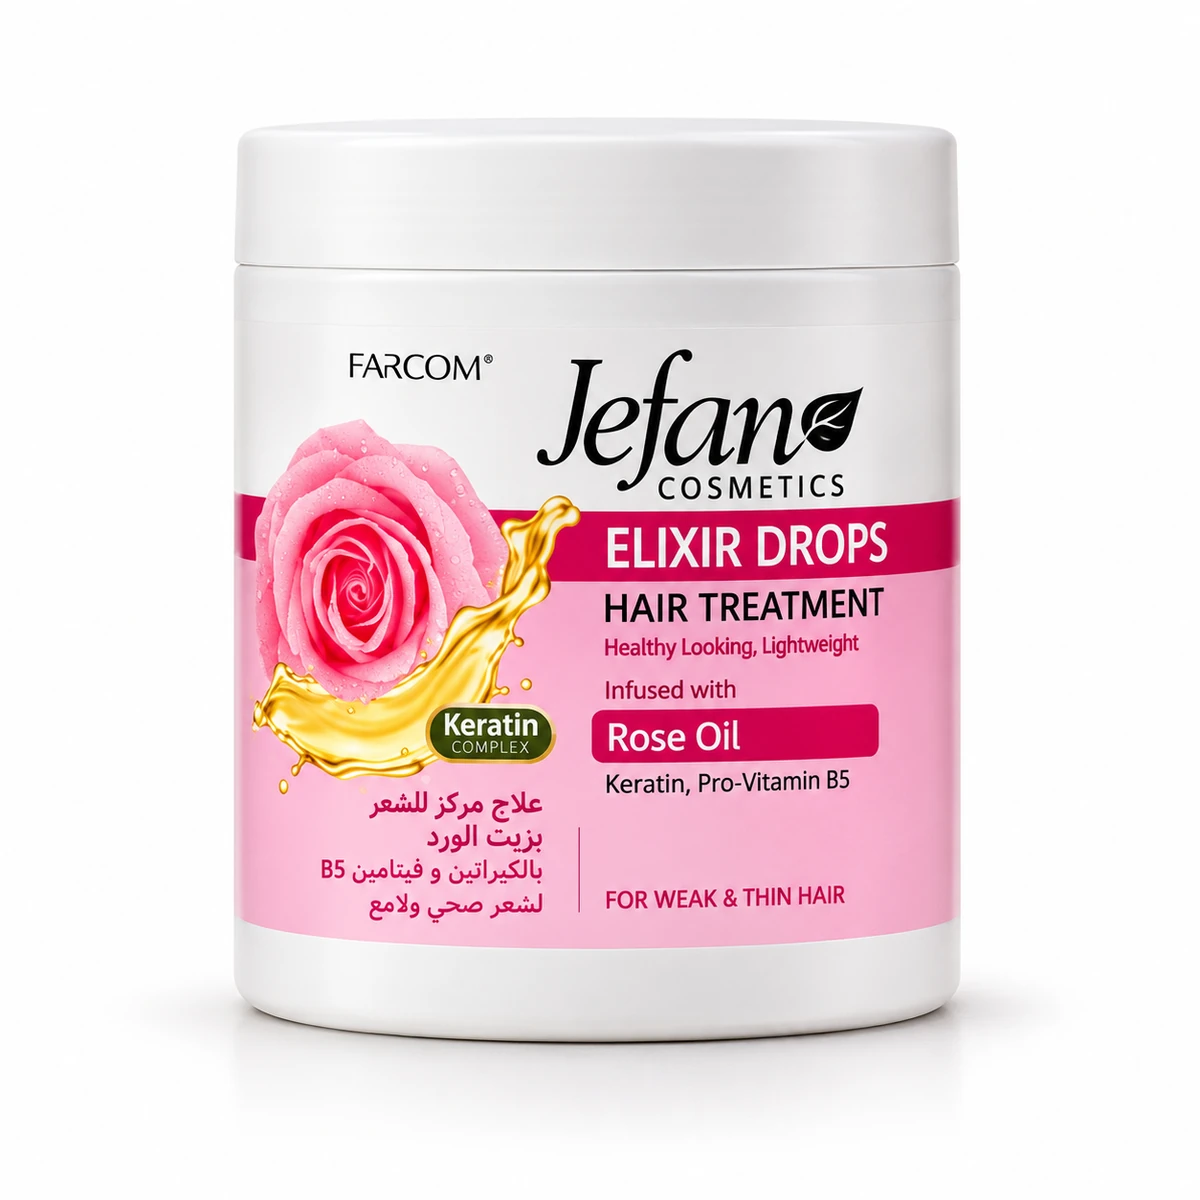 FARCOM®
Jefan
COSMETICS
ELIXIR DROPS
HAIR TREATMENT
Healthy Looking, Lightweight
Infused with
Rose Oil
Keratin, Pro-Vitamin B5
FOR WEAK & THIN HAIR
Keratin
COMPLEX
علاج مركز للشعر
بزيت الورد
بالكيراتين و فيتامين B5
لشعر صحي ولامع